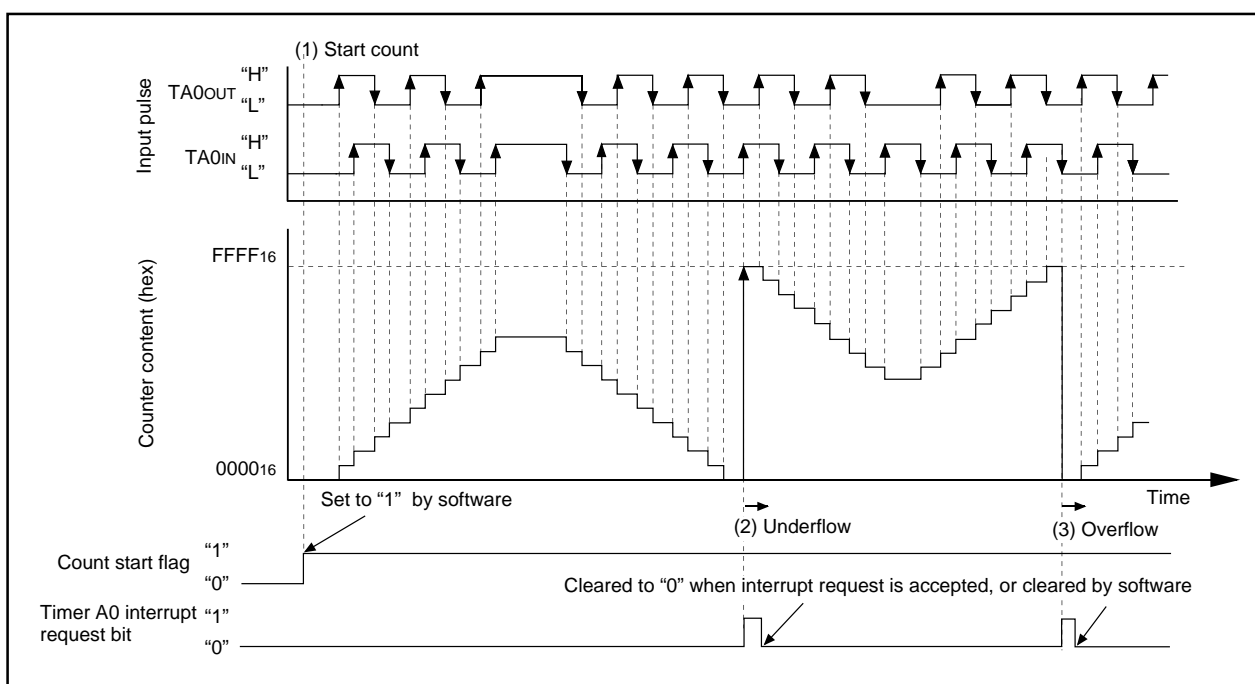 (1) Start count
Input pulse
TA0OUT
“H”
“L”
TA0IN
“H”
“L”
Counter content (hex)
FFFF16
000016
Time
Set to “1” by software
(2) Underflow
(3) Overflow
Count start flag
“1”
“0”
Cleared to “0” when interrupt request is accepted, or cleared by software
Timer A0 interrupt
request bit
“1”
“0”